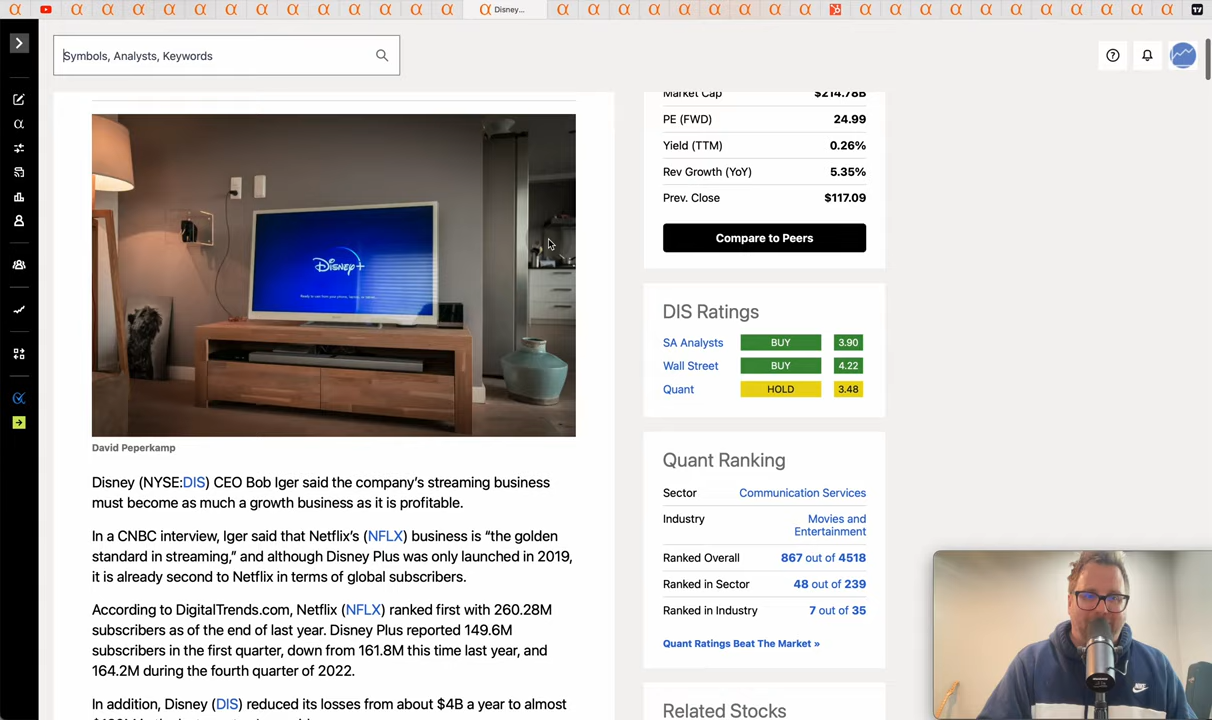 Disney...
Symbols, Analysts, Keywords
Market Cap $214.78B
PE (FWD) 24.99
Yield (TTM) 0.26%
Rev Growth (YoY) 5.35%
Prev. Close $117.09
Compare to Peers
Disney+
DIS Ratings
SA Analysts BUY 3.90
Wall Street BUY 4.22
Quant HOLD 3.48
David Peperkamp
Disney (NYSE:DIS) CEO Bob Iger said the company's streaming business
must become as much a growth business as it is profitable.
In a CNBC interview, Iger said that Netflix's (NFLX) business is “the golden
standard in streaming,” and although Disney Plus was only launched in 2019,
it is already second to Netflix in terms of global subscribers.
According to DigitalTrends.com, Netflix (NFLX) ranked first with 260.28M
subscribers as of the end of last year. Disney Plus reported 149.6M
subscribers in the first quarter, down from 161.8M this time last year, and
164.2M during the fourth quarter of 2022.
In addition, Disney (DIS) reduced its losses from about $4B a year to almost
Quant Ranking
Sector Communication Services
Industry Movies and
Entertainment
Ranked Overall 867 out of 4518
Ranked in Sector 48 out of 239
Ranked in Industry 7 out of 35
Quant Ratings Beat The Market »
Related Stocks